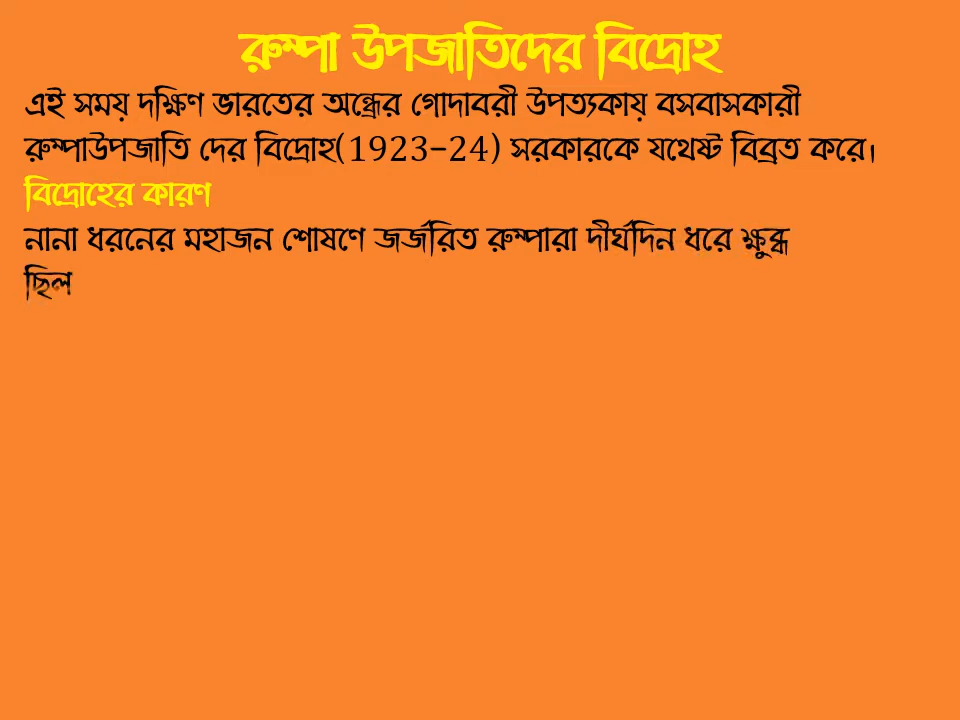 রুম্পা উপজাতিদের বিদ্রোহ
এই সময় দক্ষিণ ভারতের অন্ধ্রের গোদাবরী উপত্যকায় বসবাসকারী
রুম্পাউপজাতি দের বিদ্রোহ(1923–24) সরকারকে যথেষ্ট বিব্রত করে।
বিদ্রোহের কারণ
নানা ধরনের মহাজন শোষণে জর্জরিত রুম্পারা দীর্ঘদিন ধরে ক্ষুব্ধ
ছিল